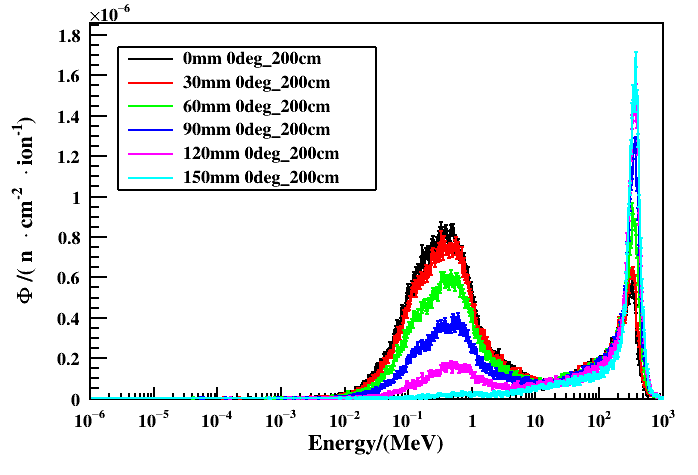 ×10⁻⁶
1.8
1.6
1.4
1.2
1
0.8
0.6
0.4
0.2
0
Φ /( n · cm⁻² · ion⁻¹)
0mm 0deg_200cm
30mm 0deg_200cm
60mm 0deg_200cm
90mm 0deg_200cm
120mm 0deg_200cm
150mm 0deg_200cm
10⁻⁶ 10⁻⁵ 10⁻⁴ 10⁻³ 10⁻² 10⁻¹ 1 10 10² 10³
Energy/(MeV)